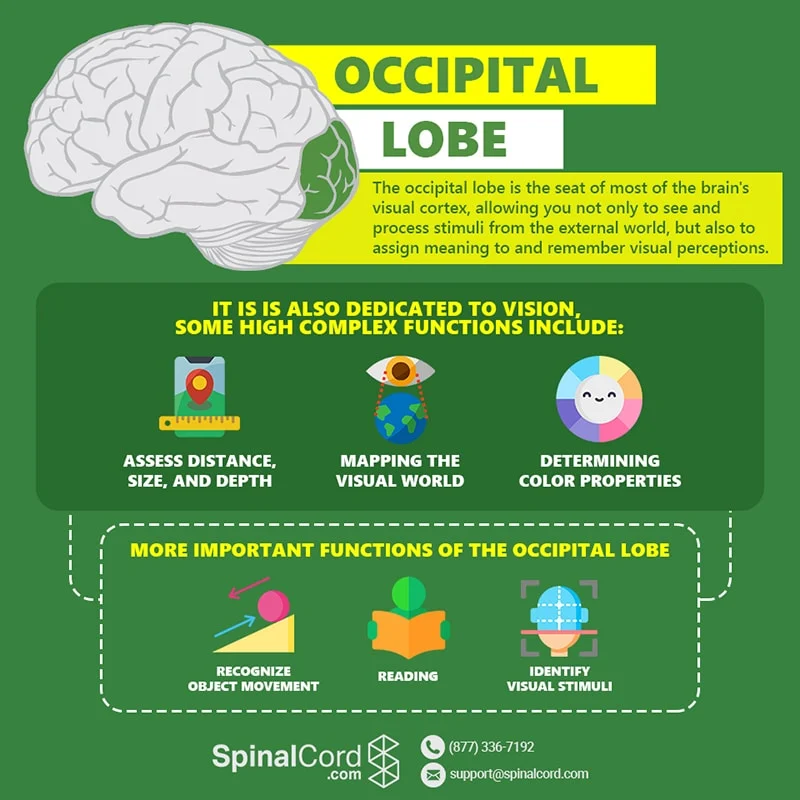 OCCIPITAL
LOBE
The occipital lobe is the seat of most of the brain's
visual cortex, allowing you not only to see and
process stimuli from the external world, but also to
assign meaning to and remember visual perceptions.
IT IS IS ALSO DEDICATED TO VISION,
SOME HIGH COMPLEX FUNCTIONS INCLUDE:
ASSESS DISTANCE,
SIZE, AND DEPTH
MAPPING THE
VISUAL WORLD
DETERMINING
COLOR PROPERTIES
MORE IMPORTANT FUNCTIONS OF THE OCCIPITAL LOBE
RECOGNIZE
OBJECT MOVEMENT
READING
IDENTIFY
VISUAL STIMULI
SpinalCord
.com
(877) 336-7192
support@spinalcord.com